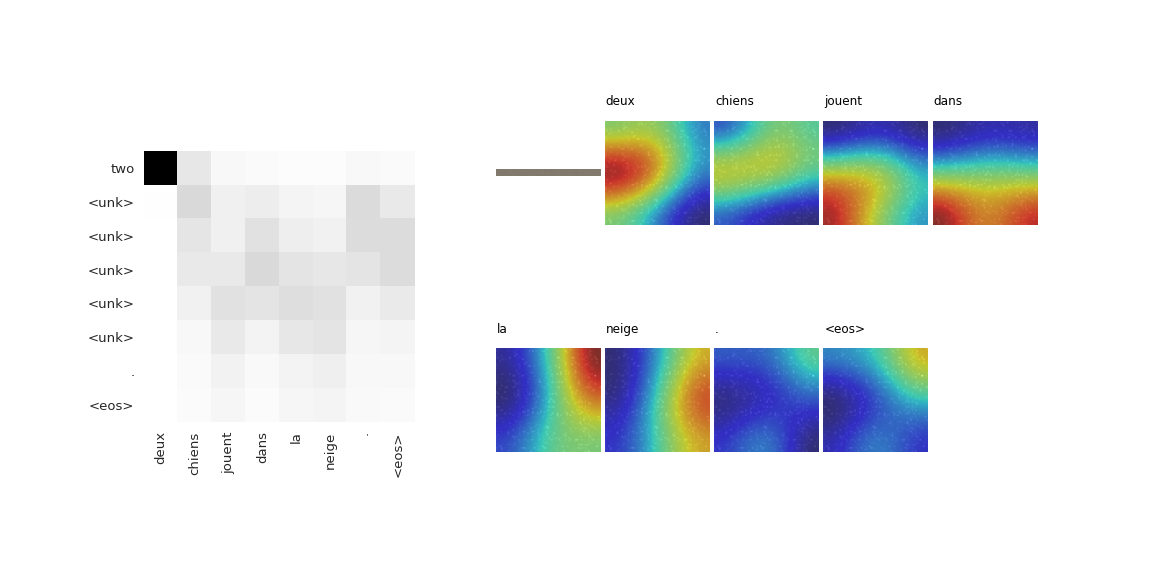 two
<unk>
<unk>
<unk>
<unk>
<unk>
.
<eos>
deux chiens jouent dans la neige . <eos>
deux chiens jouent dans
la neige . <eos>